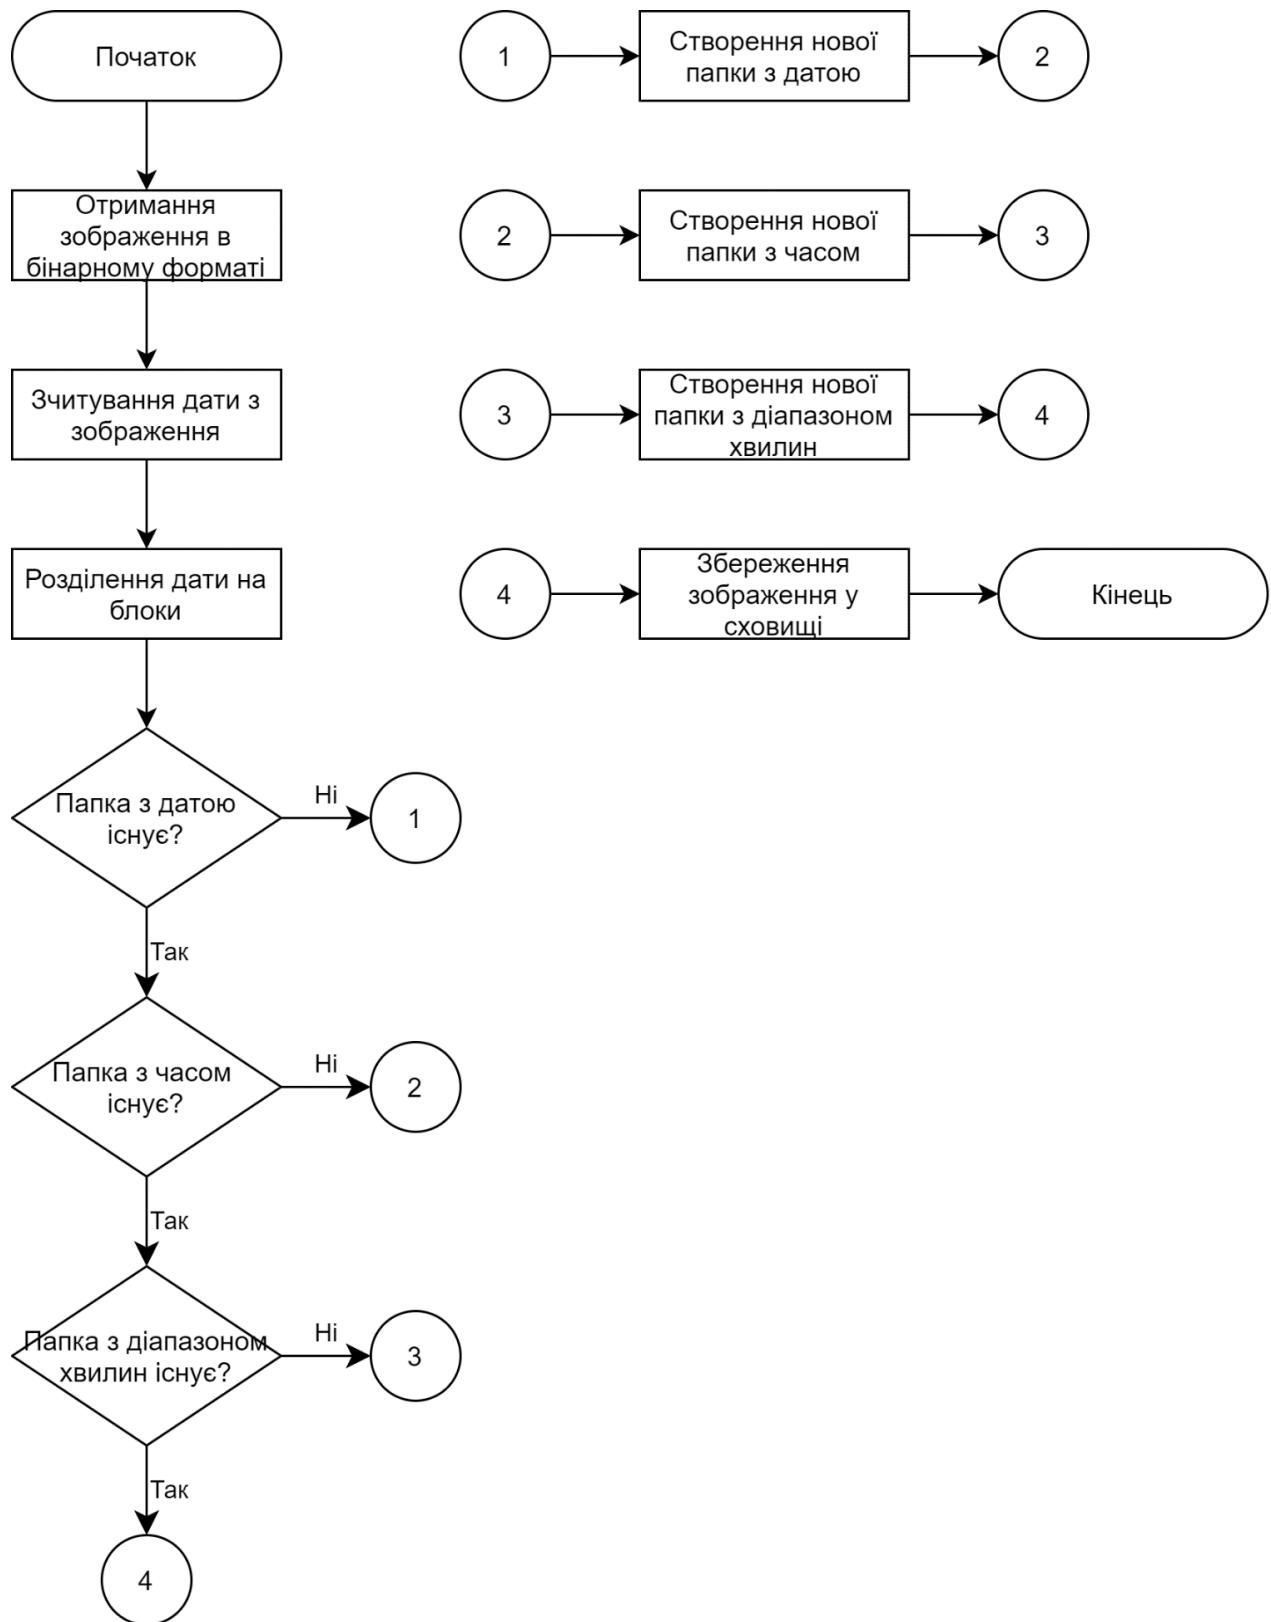 Початок
Отримання
зображення в
бінарному форматі
Зчитування дати з
зображення
Розділення дати на
блоки
Папка з датою
існує?
Ні
1
Так
Папка з часом
існує?
Ні
2
Так
Папка з діапазоном
хвилин існує?
Ні
3
Так
4
1
Створення нової
папки з датою
2
2
Створення нової
папки з часом
3
3
Створення нової
папки з діапазоном
хвилин
4
4
Збереження
зображення у
сховищі
Кінець